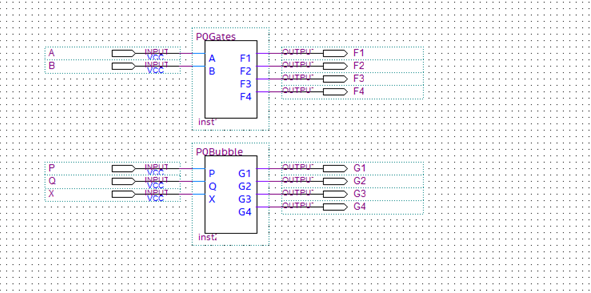 P0Gates
A INPUT VCC A F1 OUTPUT F1
B INPUT VCC B F2 OUTPUT F2
F3 OUTPUT F3
F4 OUTPUT F4
inst
P0Bubble
P INPUT VCC P G1 OUTPUT G1
Q INPUT VCC Q G2 OUTPUT G2
X INPUT VCC X G3 OUTPUT G3
G4 OUTPUT G4
inst2